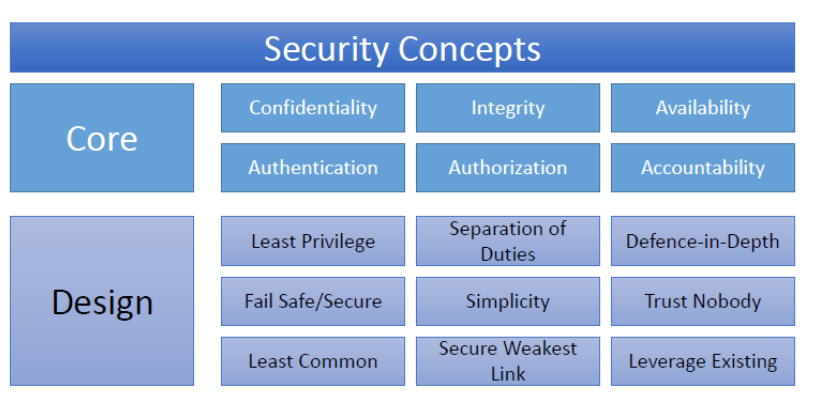 Security Concepts
Core
Confidentiality
Integrity
Availability
Authentication
Authorization
Accountability
Design
Least Privilege
Separation of
Duties
Defence-in-Depth
Fail Safe/Secure
Simplicity
Trust Nobody
Least Common
Secure Weakest
Link
Leverage Existing